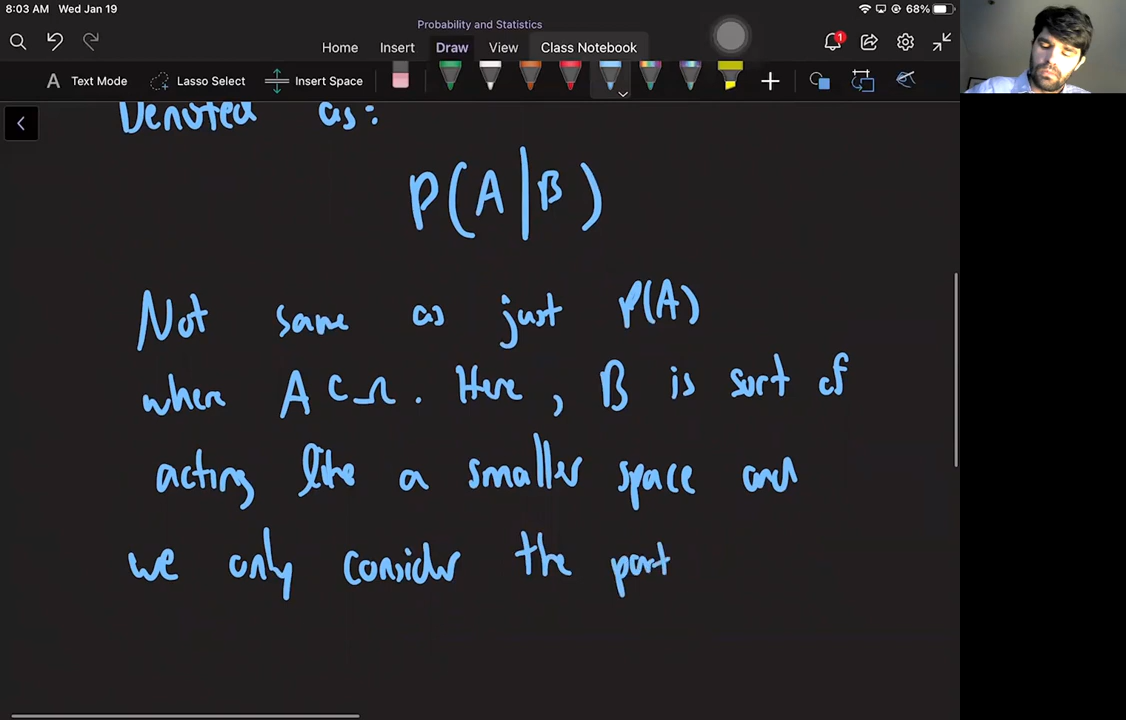 8:03 AM Wed Jan 19
68%
Probability and Statistics
Home Insert Draw View Class Notebook
1
A Text Mode Lasso Select Insert Space
Denoted as:
P(A|B)
Not same as just P(A)
where A ⊂ Ω. Here, B is sort of
acting like a smaller space and
we only consider the part